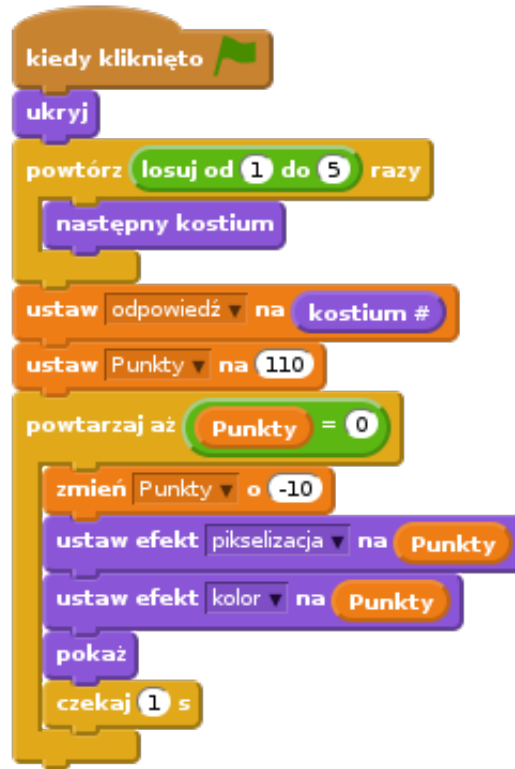 kiedy kliknięto
ukryj
powtórz losuj od 1 do 5 razy
następny kostium
ustaw odpowiedź na kostium #
ustaw Punkty na 110
powtarzaj aż Punkty = 0
zmień Punkty o -10
ustaw efekt pikselizacja na Punkty
ustaw efekt kolor na Punkty
pokaż
czekaj 1 s